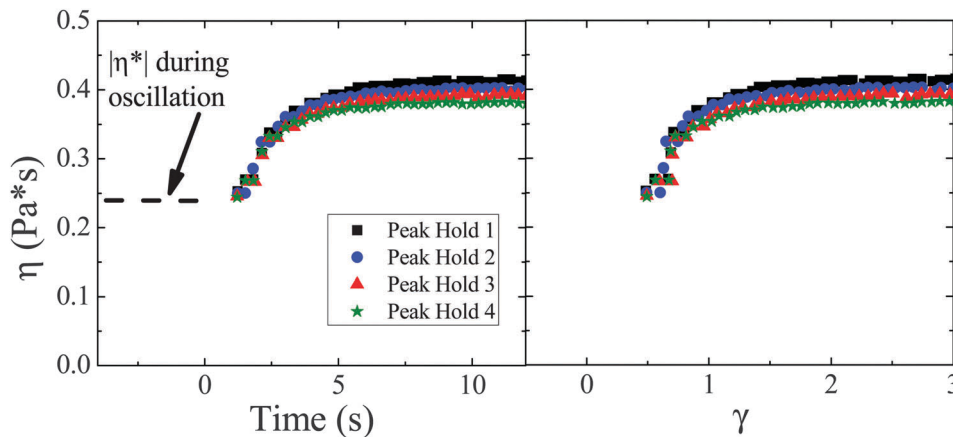 0.5
0.4
0.3
0.2
0.1
0.0
η (Pa*s)
|η*| during
oscillation
Peak Hold 1
Peak Hold 2
Peak Hold 3
Peak Hold 4
0 5 10
Time (s)
0 1 2 3
γ